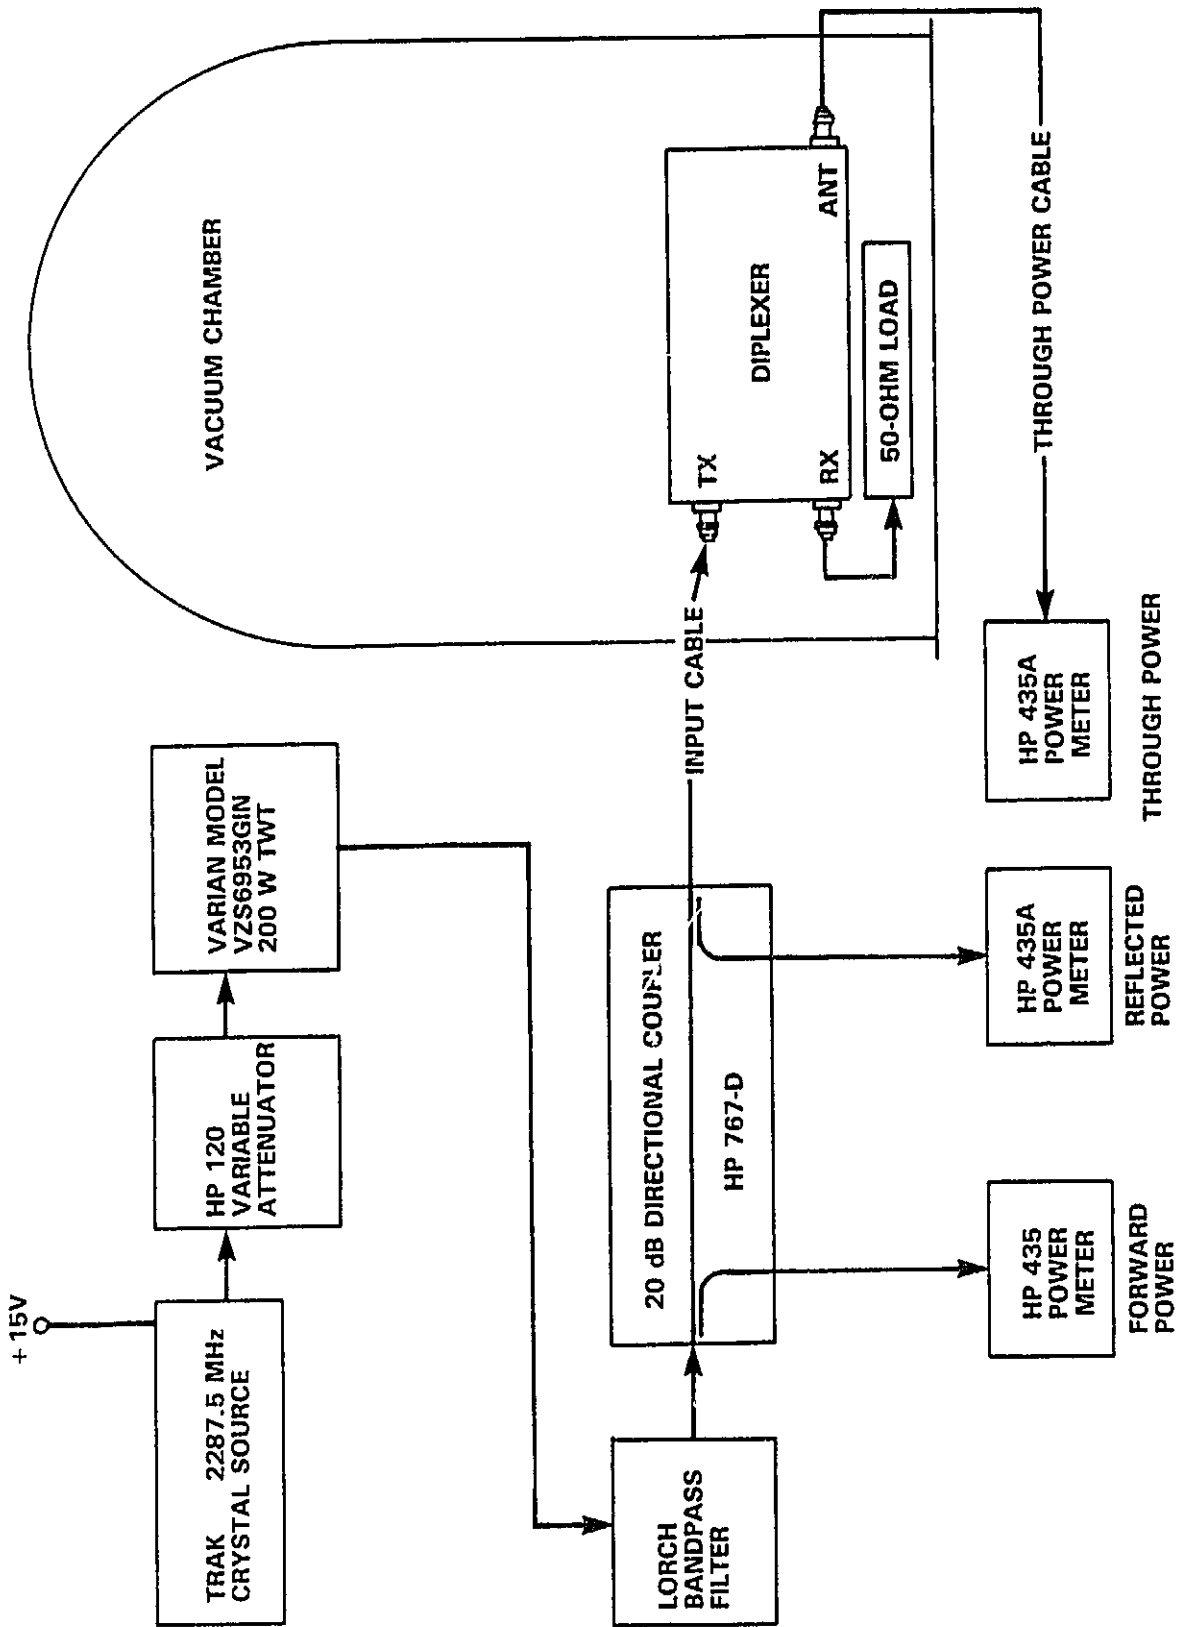 +15V
TRAK 2287.5 MHz
CRYSTAL SOURCE
HP 120
VARIABLE
ATTENUATOR
VARIAN MODEL
VZS6953GIN
200 W TWT
VACUUM CHAMBER
LORCH
BANDPASS
FILTER
20 dB DIRECTIONAL COUPLER
HP 767-D
INPUT CABLE
TX
RX
ANT
DIPLEXER
50-OHM LOAD
THROUGH POWER CABLE
HP 435
POWER
METER
FORWARD
POWER
HP 435A
POWER
METER
REFLECTED
POWER
HP 435A
POWER
METER
THROUGH POWER